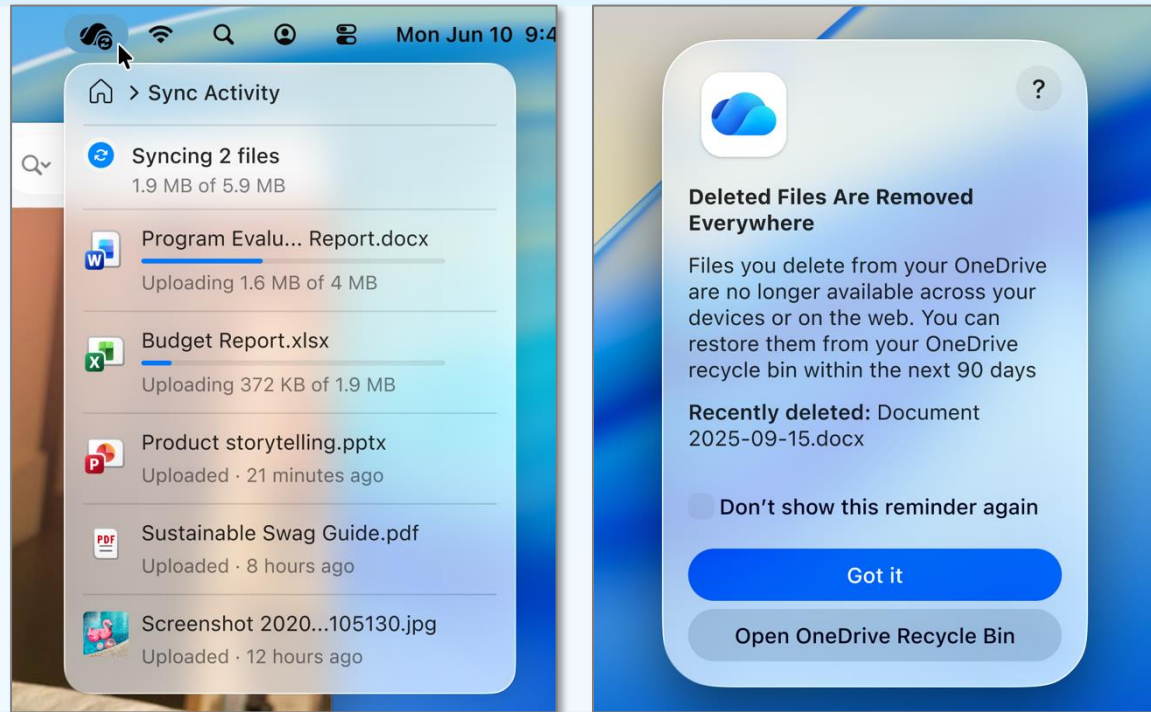 Mon Jun 10 9:4
> Sync Activity
Syncing 2 files
1.9 MB of 5.9 MB
W
Program Evalu... Report.docx
Uploading 1.6 MB of 4 MB
X
Budget Report.xlsx
Uploading 372 KB of 1.9 MB
P
Product storytelling.pptx
Uploaded · 21 minutes ago
PDF
Sustainable Swag Guide.pdf
Uploaded · 8 hours ago
Screenshot 2020...105130.jpg
Uploaded · 12 hours ago
?
Deleted Files Are Removed
Everywhere
Files you delete from your OneDrive
are no longer available across your
devices or on the web. You can
restore them from your OneDrive
recycle bin within the next 90 days
Recently deleted: Document
2025-09-15.docx
Don't show this reminder again
Got it
Open OneDrive Recycle Bin